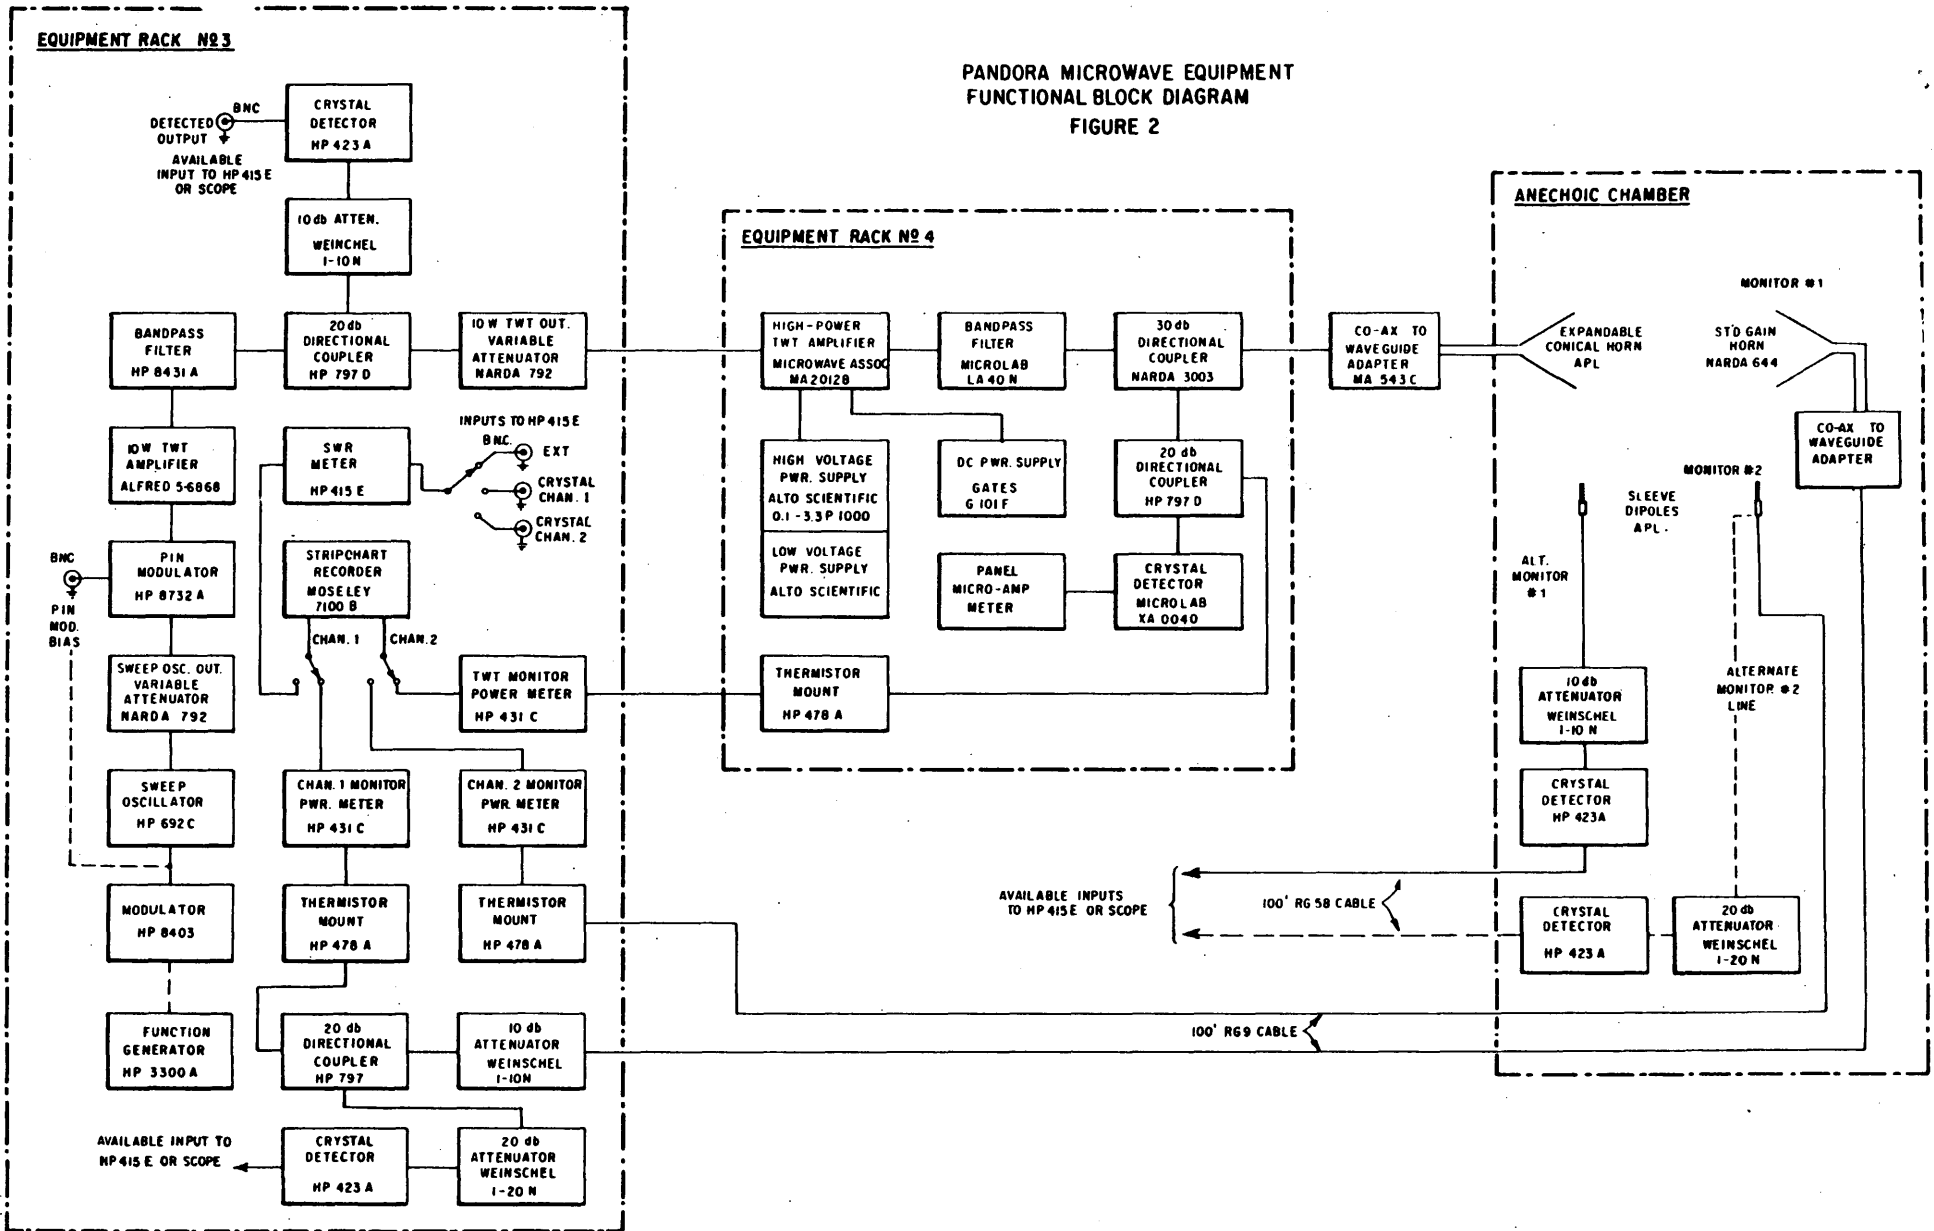 EQUIPMENT RACK Nº 3
PANDORA MICROWAVE EQUIPMENT
FUNCTIONAL BLOCK DIAGRAM
FIGURE 2
BNC
DETECTED
OUTPUT
AVAILABLE
INPUT TO HP 415 E
OR SCOPE
CRYSTAL
DETECTOR
HP 423 A
10 db ATTEN.
WEINCHEL
1-10 N
BANDPASS
FILTER
HP 8431 A
20 db
DIRECTIONAL
COUPLER
HP 797 D
10 W TWT OUT.
VARIABLE
ATTENUATOR
NARDA 792
10W TWT
AMPLIFIER
ALFRED 5-6868
SWR
METER
HP 415 E
INPUTS TO HP 415 E
BNC.
EXT
CRYSTAL
CHAN. 1
CRYSTAL
CHAN. 2
BNC
PIN
MOD.
BIAS
PIN
MODULATOR
HP 8732 A
STRIPCHART
RECORDER
MOSELEY
7100 B
CHAN. 1
CHAN. 2
SWEEP OSC. OUT.
VARIABLE
ATTENUATOR
NARDA 792
TWT MONITOR
POWER METER
HP 431 C
SWEEP
OSCILLATOR
HP 692 C
CHAN. 1 MONITOR
PWR. METER
HP 431 C
CHAN. 2 MONITOR
PWR. METER
HP 431 C
MODULATOR
HP 8403
THERMISTOR
MOUNT
HP 478 A
THERMISTOR
MOUNT
HP 478 A
FUNCTION
GENERATOR
HP 3300 A
20 db
DIRECTIONAL
COUPLER
HP 797
10 db
ATTENUATOR
WEINSCHEL
1-10N
AVAILABLE INPUT TO
HP 415 E OR SCOPE
CRYSTAL
DETECTOR
HP 423 A
20 db
ATTENUATOR
WEINSCHEL
1-20 N
EQUIPMENT RACK Nº 4
HIGH-POWER
TWT AMPLIFIER
MICROWAVE ASSOC
MA2012B
BANDPASS
FILTER
MICROLAB
LA 40 N
30 db
DIRECTIONAL
COUPLER
NARDA 3003
CO-AX TO
WAVEGUIDE
ADAPTER
MA 543 C
HIGH VOLTAGE
PWR. SUPPLY
ALTO SCIENTIFIC
0.1 - 3.3 P 1000
LOW VOLTAGE
PWR. SUPPLY
ALTO SCIENTIFIC
DC PWR. SUPPLY
GATES
G 101 F
20 db
DIRECTIONAL
COUPLER
HP 797 D
PANEL
MICRO-AMP
METER
CRYSTAL
DETECTOR
MICROLAB
XA 0040
THERMISTOR
MOUNT
HP 478 A
ANECHOIC CHAMBER
MONITOR #1
EXPANDABLE
CONICAL HORN
APL
ST'D GAIN
HORN
NARDA 644
CO-AX TO
WAVEGUIDE
ADAPTER
MONITOR #2
SLEEVE
DIPOLES
APL.
ALT.
MONITOR
#1
10 db
ATTENUATOR
WEINSCHEL
1-10 N
ALTERNATE
MONITOR #2
LINE
CRYSTAL
DETECTOR
HP 423A
AVAILABLE INPUTS
TO HP 415 E OR SCOPE
100' RG 58 CABLE
CRYSTAL
DETECTOR
HP 423 A
20 db
ATTENUATOR
WEINSCHEL
1-20 N
100' RG9 CABLE